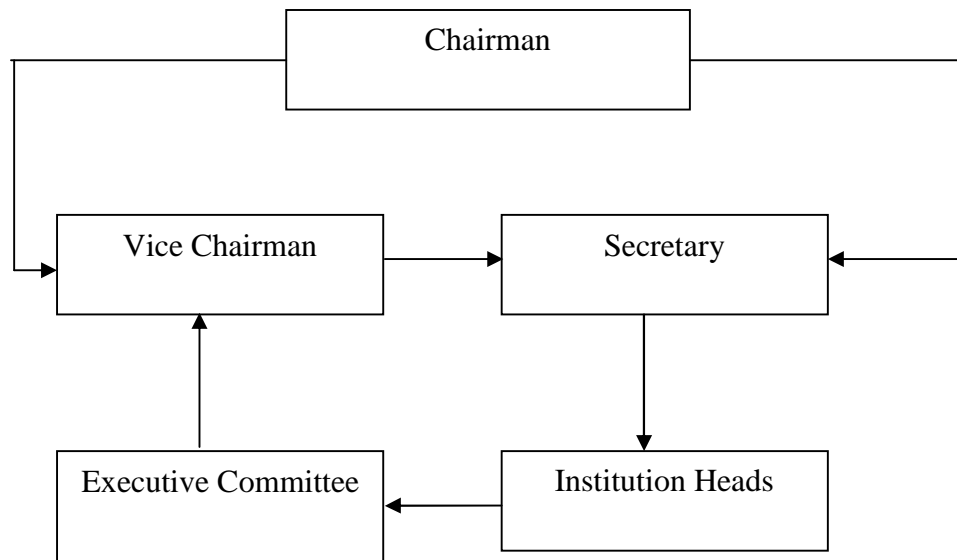 Chairman
Vice Chairman
Secretary
Executive Committee
Institution Heads